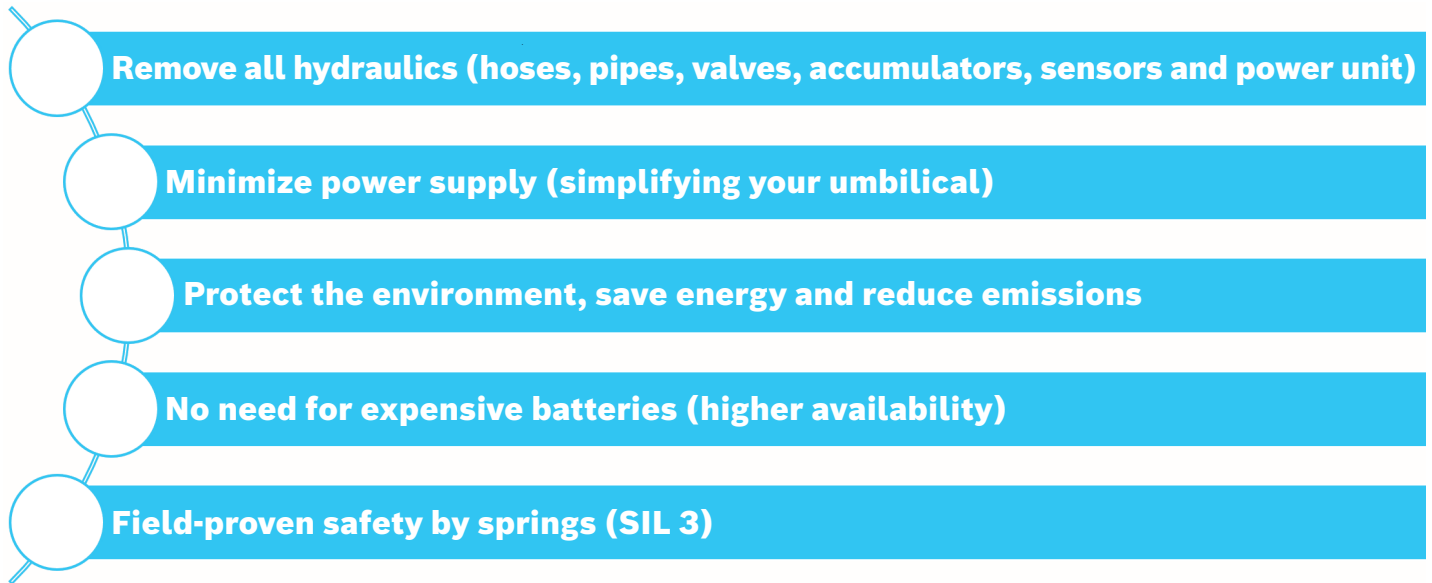 Remove all hydraulics (hoses, pipes, valves, accumulators, sensors and power unit)
Minimize power supply (simplifying your umbilical)
Protect the environment, save energy and reduce emissions
No need for expensive batteries (higher availability)
Field-proven safety by springs (SIL 3)